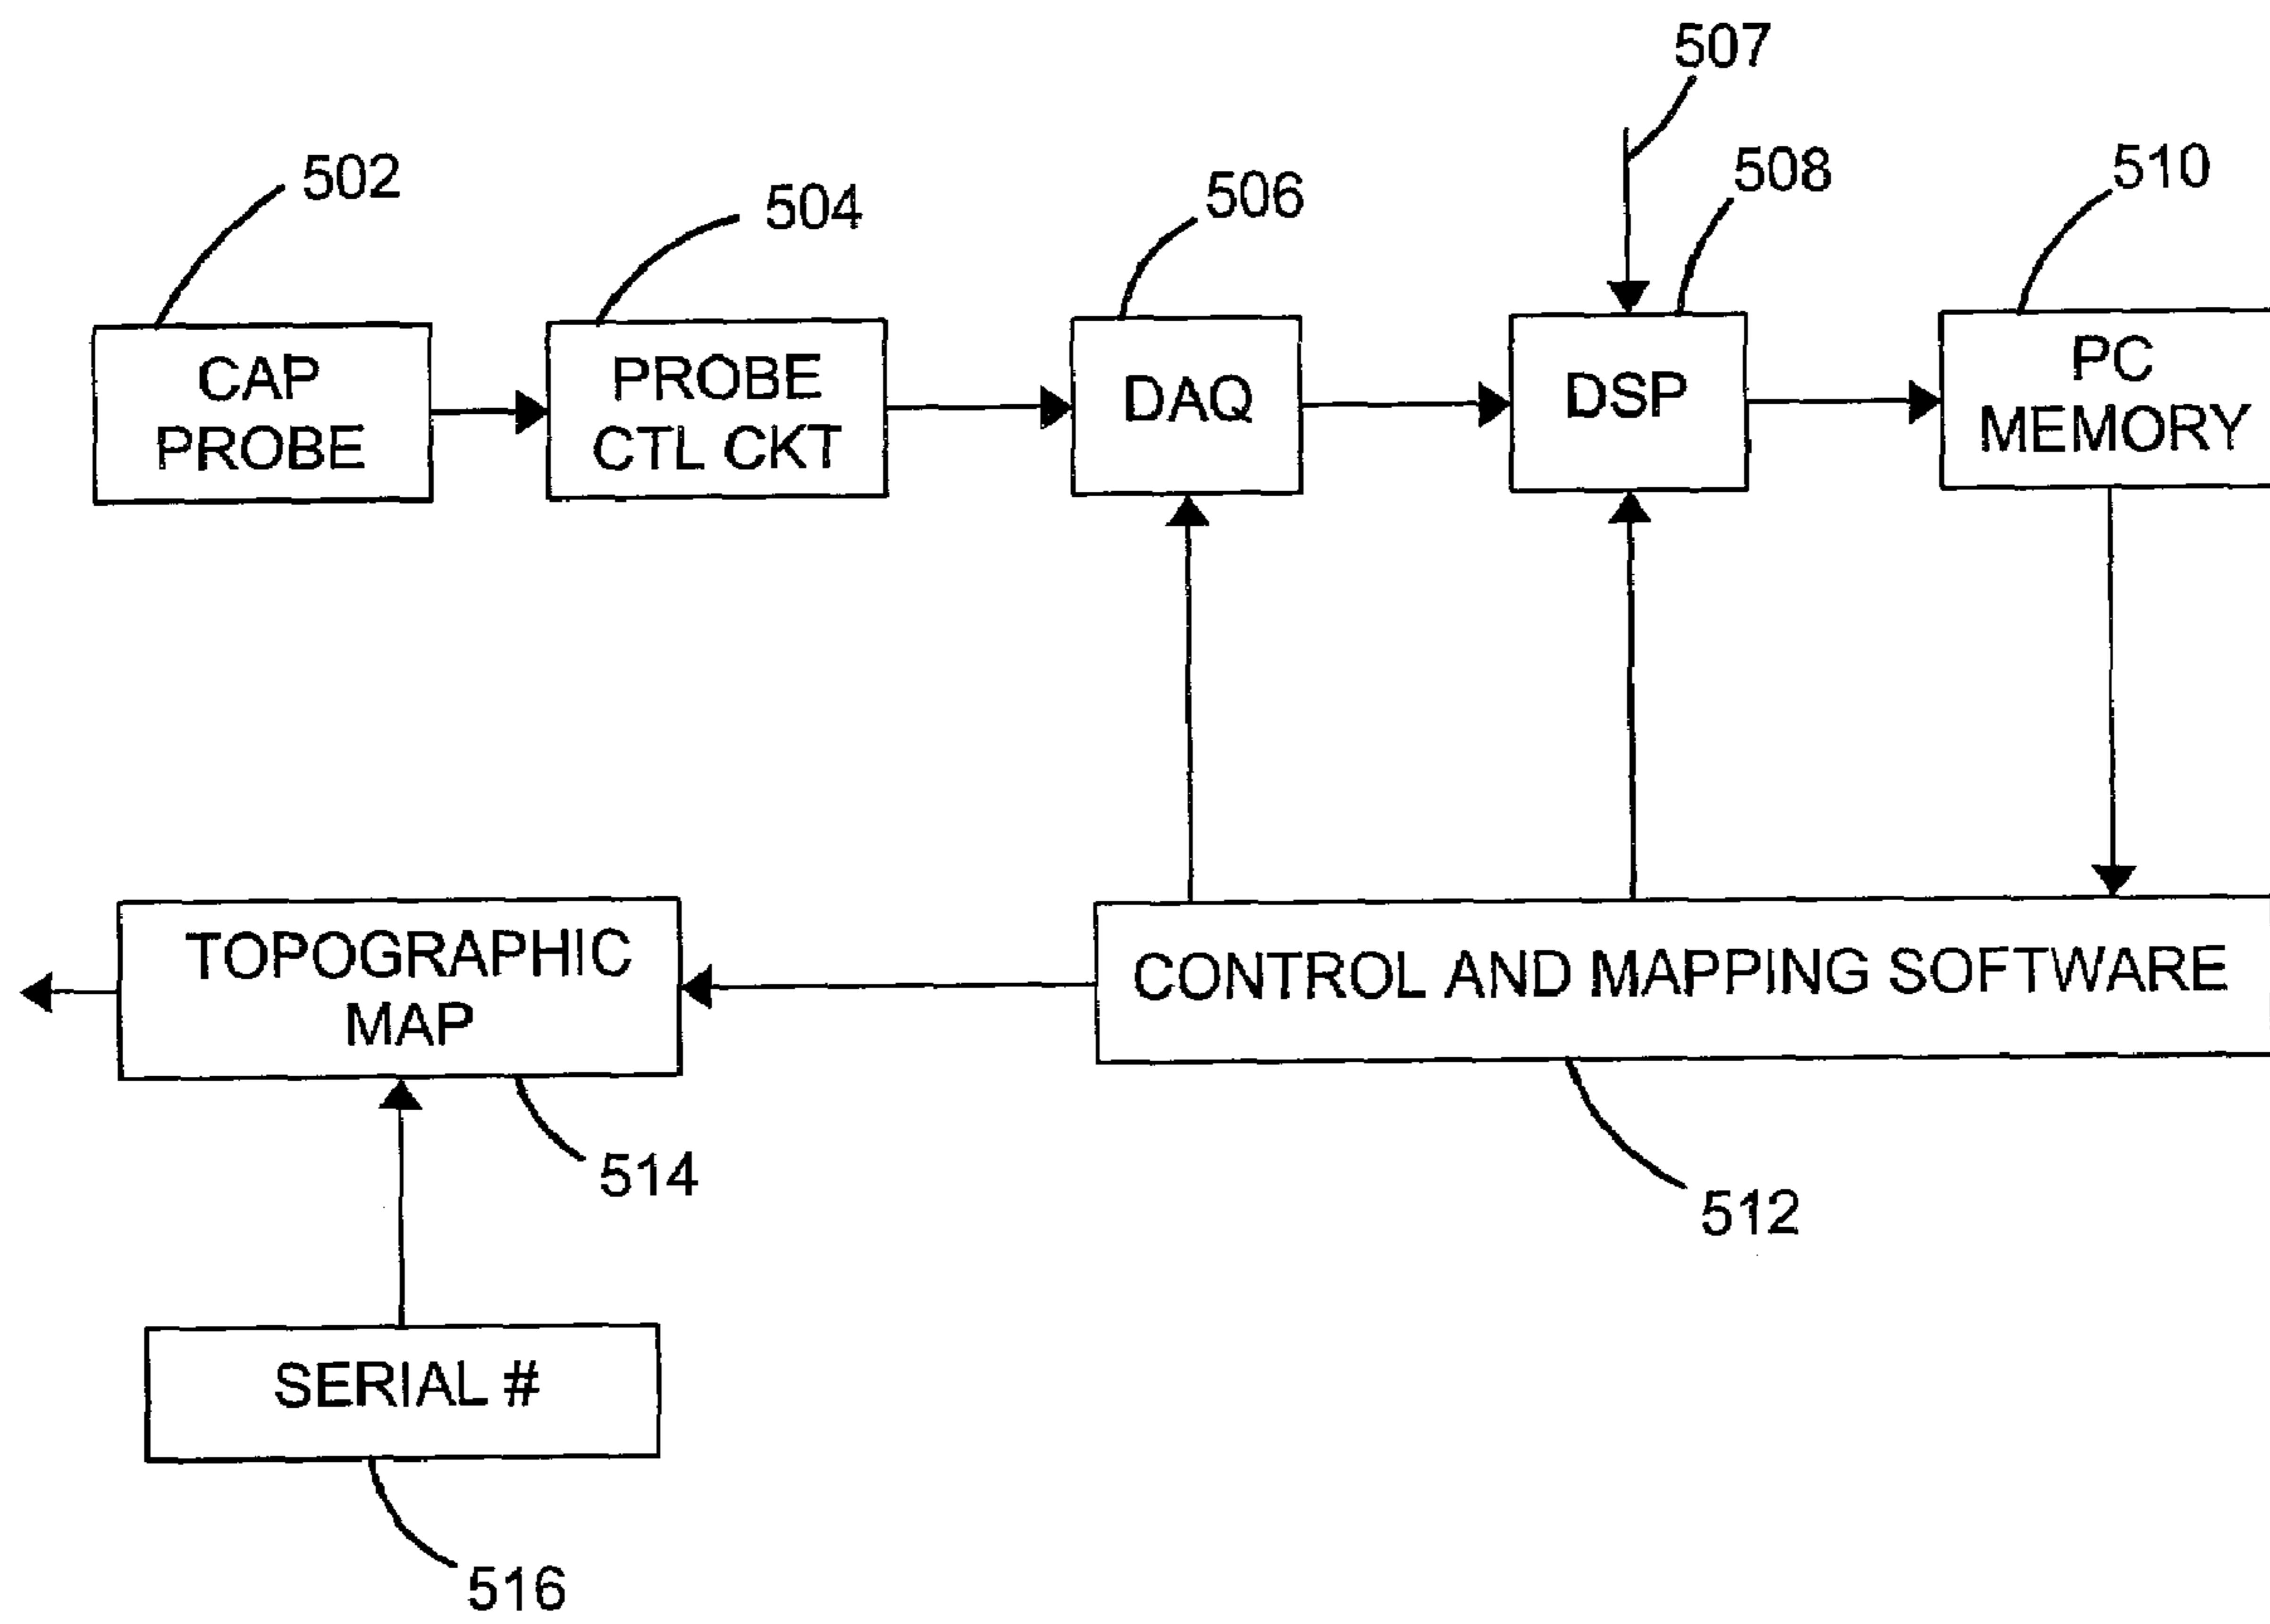 507
502
504
506
508
510
CAP
PROBE
PROBE
CTL CKT
DAQ
DSP
PC
MEMORY
TOPOGRAPHIC
MAP
CONTROL AND MAPPING SOFTWARE
514
512
SERIAL #
516